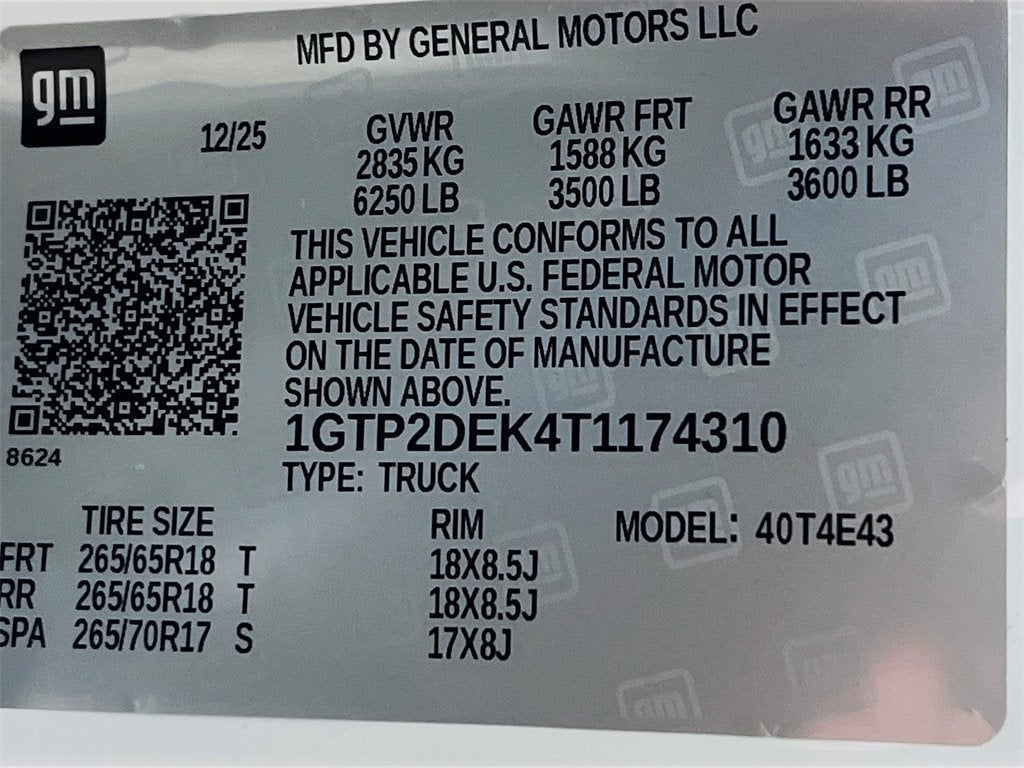 MFD BY GENERAL MOTORS LLC
gm
12/25
GVWR GAWR FRT GAWR RR
2835 KG 1588 KG 1633 KG
6250 LB 3500 LB 3600 LB
THIS VEHICLE CONFORMS TO ALL
APPLICABLE U.S. FEDERAL MOTOR
VEHICLE SAFETY STANDARDS IN EFFECT
ON THE DATE OF MANUFACTURE
SHOWN ABOVE.
1GTP2DEK4T1174310
8624
TYPE: TRUCK
TIRE SIZE RIM MODEL: 40T4E43
FRT 265/65R18 T 18X8.5J
RR 265/65R18 T 18X8.5J
SPA 265/70R17 S 17X8J